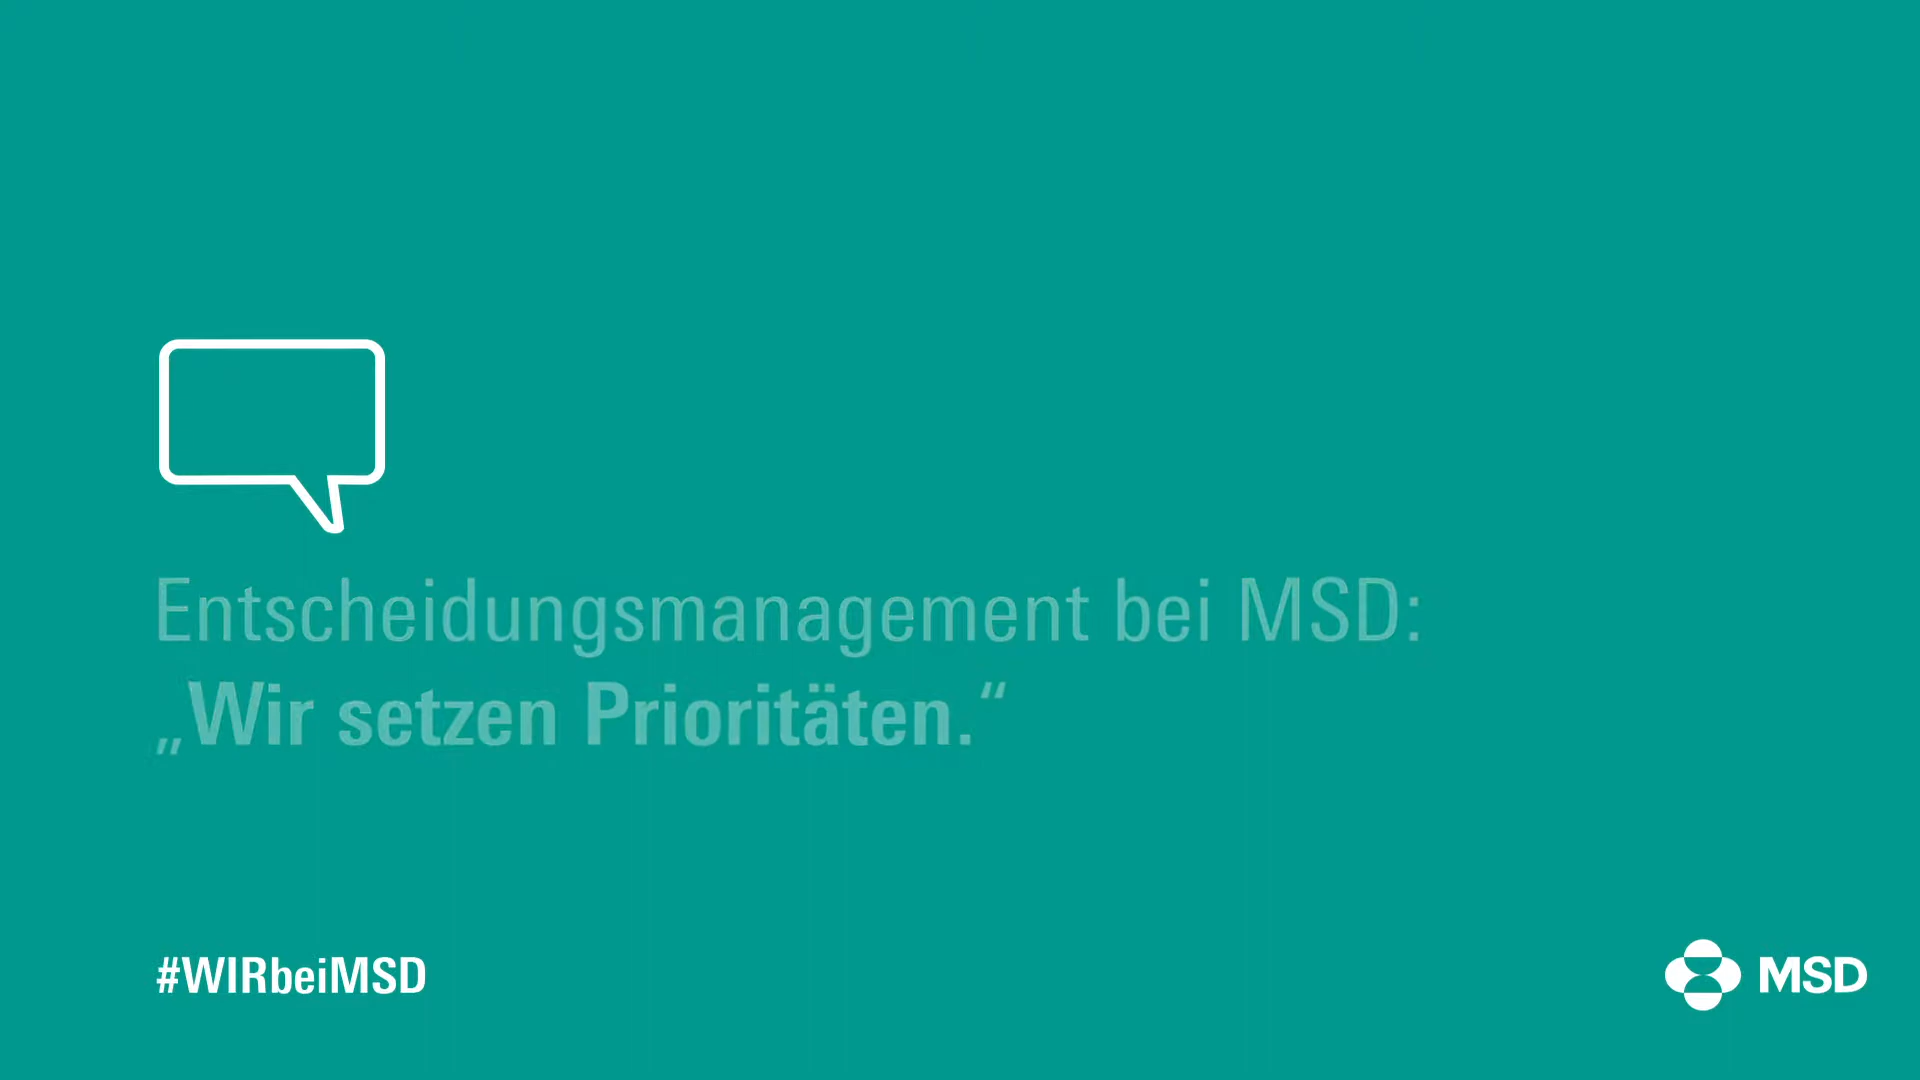 Entscheidungsmanagement bei MSD:
„Wir setzen Prioritäten.“
#WIRbeiMSD
MSD